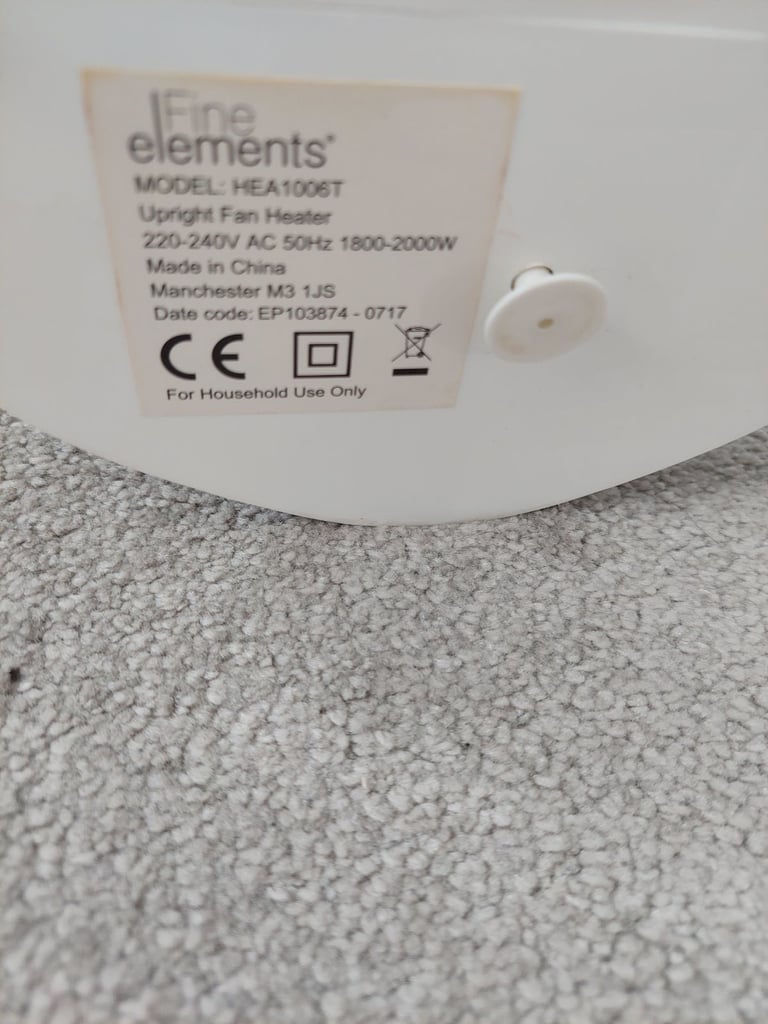 Fine
elements®
MODEL: HEA1006T
Upright Fan Heater
220-240V AC 50Hz 1800-2000W
Made in China
Manchester M3 1JS
Date code: EP103874 - 0717
CE
For Household Use Only